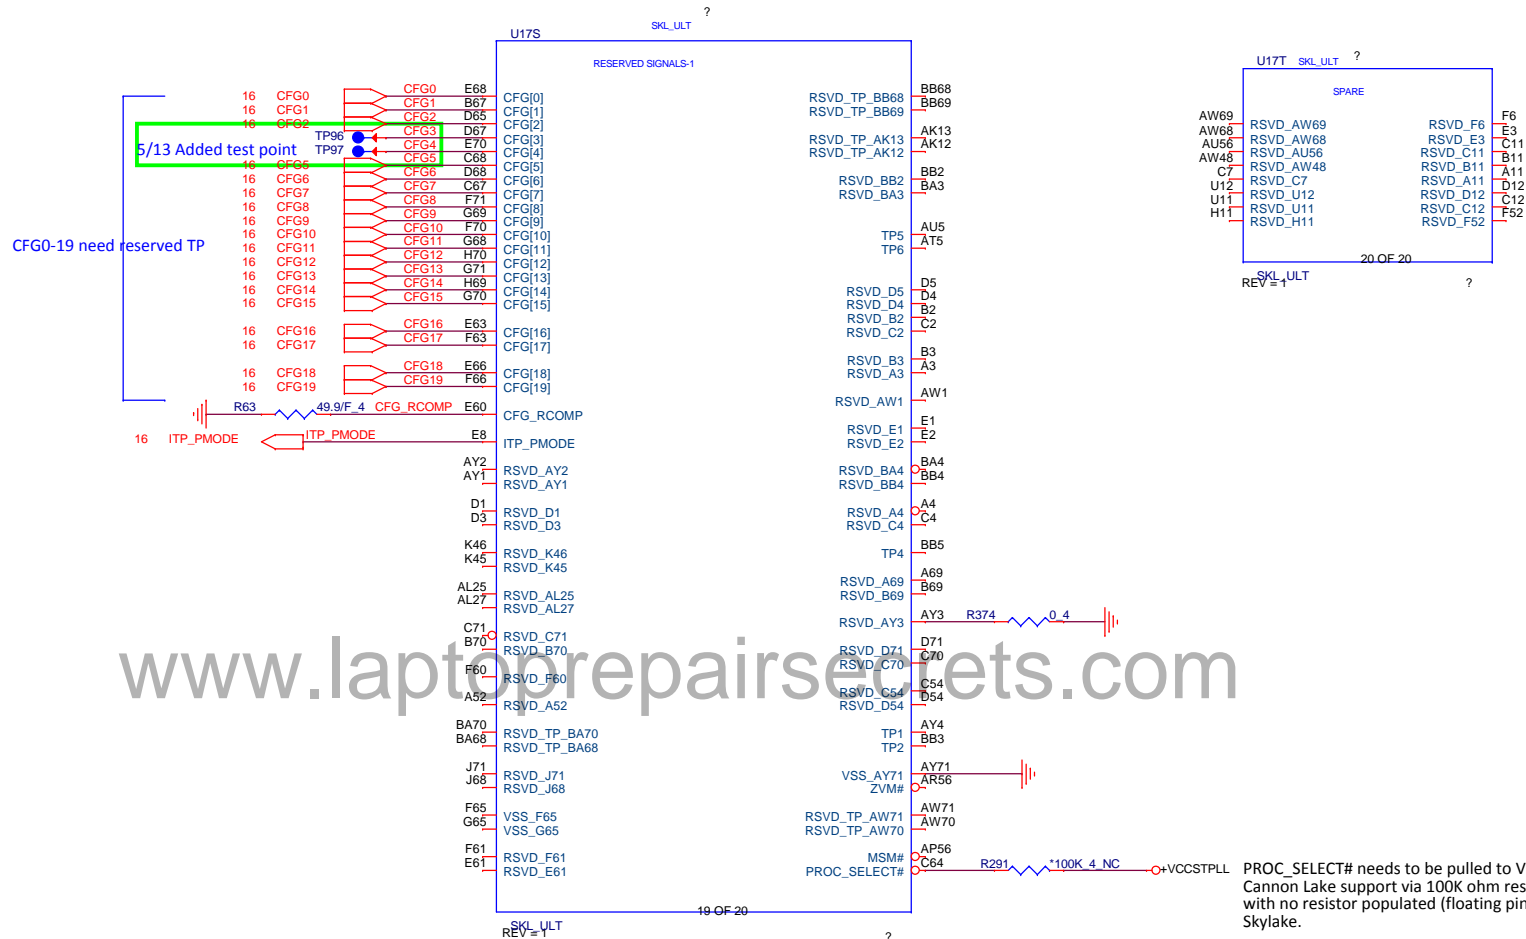 ?
SKL_ULT
U17S
RESERVED SIGNALS-1
16 CFG0 CFG0 E68 CFG[0]
16 CFG1 CFG1 B67 CFG[1]
16 CFG2 CFG2 D65 CFG[2]
TP96 CFG3 D67 CFG[3]
5/13 Added test point
TP97 CFG4 E70 CFG[4]
16 CFG5 CFG5 C68 CFG[5]
16 CFG6 CFG6 D68 CFG[6]
16 CFG7 CFG7 C67 CFG[7]
16 CFG8 CFG8 F71 CFG[8]
16 CFG9 CFG9 G69 CFG[9]
16 CFG10 CFG10 F70 CFG[10]
CFG0-19 need reserved TP
16 CFG11 CFG11 G68 CFG[11]
16 CFG12 CFG12 H70 CFG[12]
16 CFG13 CFG13 G71 CFG[13]
16 CFG14 CFG14 H69 CFG[14]
16 CFG15 CFG15 G70 CFG[15]
16 CFG16 CFG16 E63 CFG[16]
16 CFG17 CFG17 F63 CFG[17]
16 CFG18 CFG18 E66 CFG[18]
16 CFG19 CFG19 F66 CFG[19]
R63 49.9/F_4 CFG_RCOMP E60 CFG_RCOMP
16 ITP_PMODE ITP_PMODE E8 ITP_PMODE
AY2 RSVD_AY2
AY1 RSVD_AY1
D1 RSVD_D1
D3 RSVD_D3
K46 RSVD_K46
K45 RSVD_K45
AL25 RSVD_AL25
AL27 RSVD_AL27
C71 RSVD_C71
B70 RSVD_B70
F60 RSVD_F60
A52 RSVD_A52
BA70 RSVD_TP_BA70
BA68 RSVD_TP_BA68
J71 RSVD_J71
J68 RSVD_J68
F65 VSS_F65
G65 VSS_G65
F61 RSVD_F61
E61 RSVD_E61
RSVD_TP_BB68 BB68
RSVD_TP_BB69 BB69
RSVD_TP_AK13 AK13
RSVD_TP_AK12 AK12
RSVD_BB2 BB2
RSVD_BA3 BA3
TP5 AU5
TP6 AT5
RSVD_D5 D5
RSVD_D4 D4
RSVD_B2 B2
RSVD_C2 C2
RSVD_B3 B3
RSVD_A3 A3
RSVD_AW1 AW1
RSVD_E1 E1
RSVD_E2 E2
RSVD_BA4 BA4
RSVD_BB4 BB4
RSVD_A4 A4
RSVD_C4 C4
TP4 BB5
RSVD_A69 A69
RSVD_B69 B69
RSVD_AY3 AY3 R374 0_4
RSVD_D71 D71
RSVD_C70 C70
RSVD_C54 C54
RSVD_D54 D54
TP1 AY4
TP2 BB3
VSS_AY71 AY71
ZVM# AR56
RSVD_TP_AW71 AW71
RSVD_TP_AW70 AW70
MSM# AP56
PROC_SELECT# C64 R291 *100K_4_NC +VCCSTPLL
19 OF 20
SKL_ULT
REV = 1
?
www.laptoprepairsecrets.com
U17T SKL_ULT ?
SPARE
AW69 RSVD_AW69 RSVD_F6 F6
AW68 RSVD_AW68 RSVD_E3 E3
AU56 RSVD_AU56 RSVD_C11 C11
AW48 RSVD_AW48 RSVD_B11 B11
C7 RSVD_C7 RSVD_A11 A11
U12 RSVD_U12 RSVD_D12 D12
U11 RSVD_U11 RSVD_C12 C12
H11 RSVD_H11 RSVD_F52 F52
20 OF 20
SKL_ULT
REV = 1
?
PROC_SELECT# needs to be pulled to V
Cannon Lake support via 100K ohm res
with no resistor populated (floating pin
Skylake.